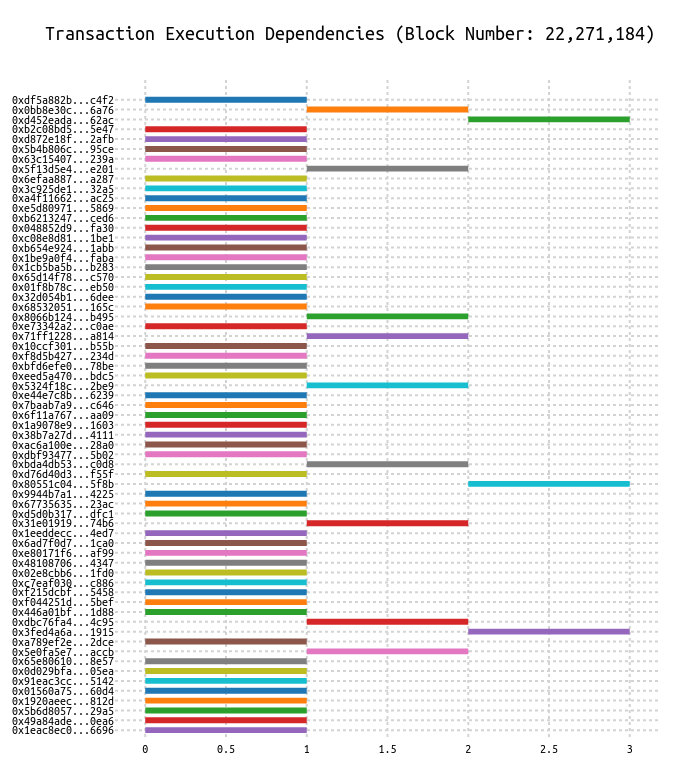 Transaction Execution Dependencies (Block Number: 22,271,184)
0xdf5a882b...c4f2
0x0bb8e30c...6a76
0xd452eada...62ac
0xb2c08bd5...5e47
0xd872e18f...2afb
0x5b4b806c...95ce
0x63c15407...239a
0x5f13d5e4...e201
0x6efaa887...a287
0x3c925de1...32a5
0xa4f11662...ac25
0xe5d80971...5869
0xb6213247...ced6
0x048852d9...fa30
0xc08e8d81...1be1
0xb654e924...1abb
0x1be9a0f4...faba
0x1cb5ba5b...b283
0x65d14f78...c570
0x01f8b78c...eb50
0x32d054b1...6dee
0x68532051...165c
0x8066b124...b495
0xe73342a2...c0ae
0x71ff1228...a814
0x10ccf301...b55b
0xf8d5b427...234d
0xbfd6efe0...78be
0xeed5a470...bdc5
0x5324f18c...2be9
0xe44e7c8b...6239
0x7baab7a9...c646
0x6f11a767...aa09
0x1a9078e9...1603
0x38b7a27d...4111
0xac6a100e...28a0
0xdbf93477...5b02
0xbda4db53...c0d8
0xd76d40d3...f55f
0x80551c04...5f8b
0x9944b7a1...4225
0x67735635...23ac
0xd5d0b317...dfc1
0x31e01919...74b6
0x1eeddecc...4ed7
0x6ad7f0d7...1ca0
0xe80171f6...af99
0x48108706...4347
0x02e8cbb6...1fd0
0xc7eaf030...c886
0xf215dcbf...5458
0xf044251d...5bef
0x446a01bf...1d88
0xdbc76fa4...4c95
0x3fed4a6a...1915
0xa789ef2e...2dce
0x5e0fa5e7...accb
0x65e80610...8e57
0x0d029bfa...05ea
0x91eac3cc...5142
0x01560a75...60d4
0x1920aeec...812d
0x5b6d8057...29a5
0x49a84ade...0ea6
0x1eac8ec0...6696
0 0.5 1 1.5 2 2.5 3